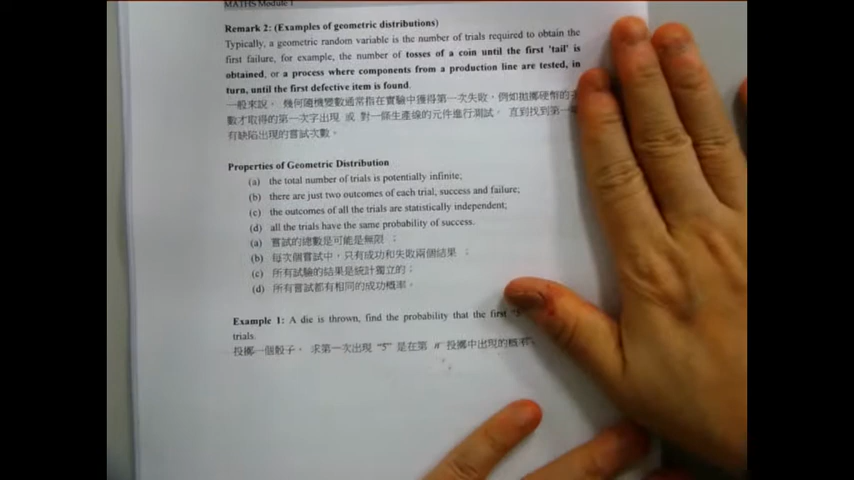 MATHS Module 1
Remark 2: (Examples of geometric distributions)
Typically, a geometric random variable is the number of trials required to obtain the
first failure, for example, the number of tosses of a coin until the first 'tail' is
obtained, or a process where components from a production line are tested, in
turn, until the first defective item is found.
一般來說，幾何隨機變數通常指在實驗中獲得第一次失敗，例如拋擲硬幣的
數才取得的第一次字出現 或 對一條生產線的元件進行測試，直到找到第一
有缺陷出現的嘗試次數。
Properties of Geometric Distribution
(a) the total number of trials is potentially infinite;
(b) there are just two outcomes of each trial, success and failure;
(c) the outcomes of all the trials are statistically independent;
(d) all the trials have the same probability of success.
(a) 嘗試的總數是可能是無限 ；
(b) 每次個嘗試中，只有成功和失敗兩個結果 ；
(c) 所有試驗的結果是統計獨立的；
(d) 所有嘗試都有相同的成功概率。
Example 1: A die is thrown, find the probability that the first
trials.
投擲一個骰子，求第一次出現 "5" 是在第 n 投擲中出現的概率。